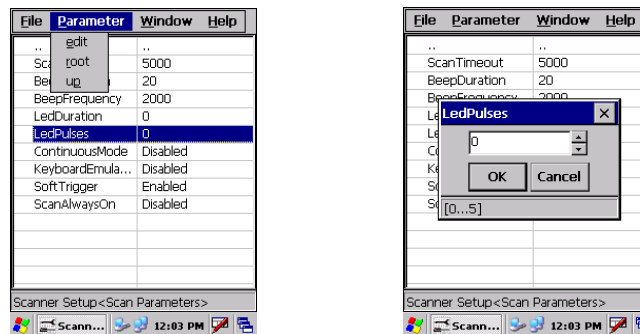 File Parameter Window Help
edit
root
up
.. ..
5000
20
BeepFrequency 2000
LedDuration 0
LedPulses 0
ContinuousMode Disabled
KeyboardEmula... Disabled
SoftTrigger Enabled
ScanAlwaysOn Disabled
Scanner Setup<Scan Parameters>
Scann... 12:03 PM
File Parameter Window Help
.. ..
ScanTimeout 5000
BeepDuration 20
BeepFrequency 2000
LedPulses
0
OK Cancel
[0...5]
Scanner Setup<Scan Parameters>
Scann... 12:03 PM